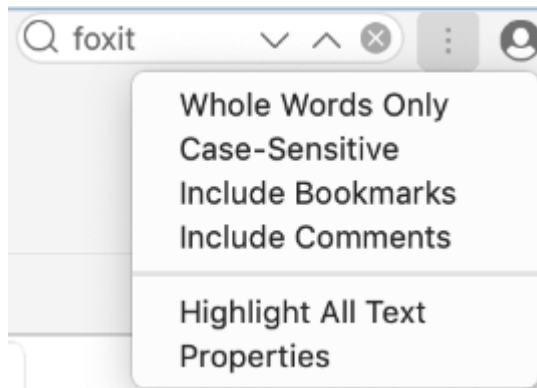 foxit
Whole Words Only
Case-Sensitive
Include Bookmarks
Include Comments
Highlight All Text
Properties